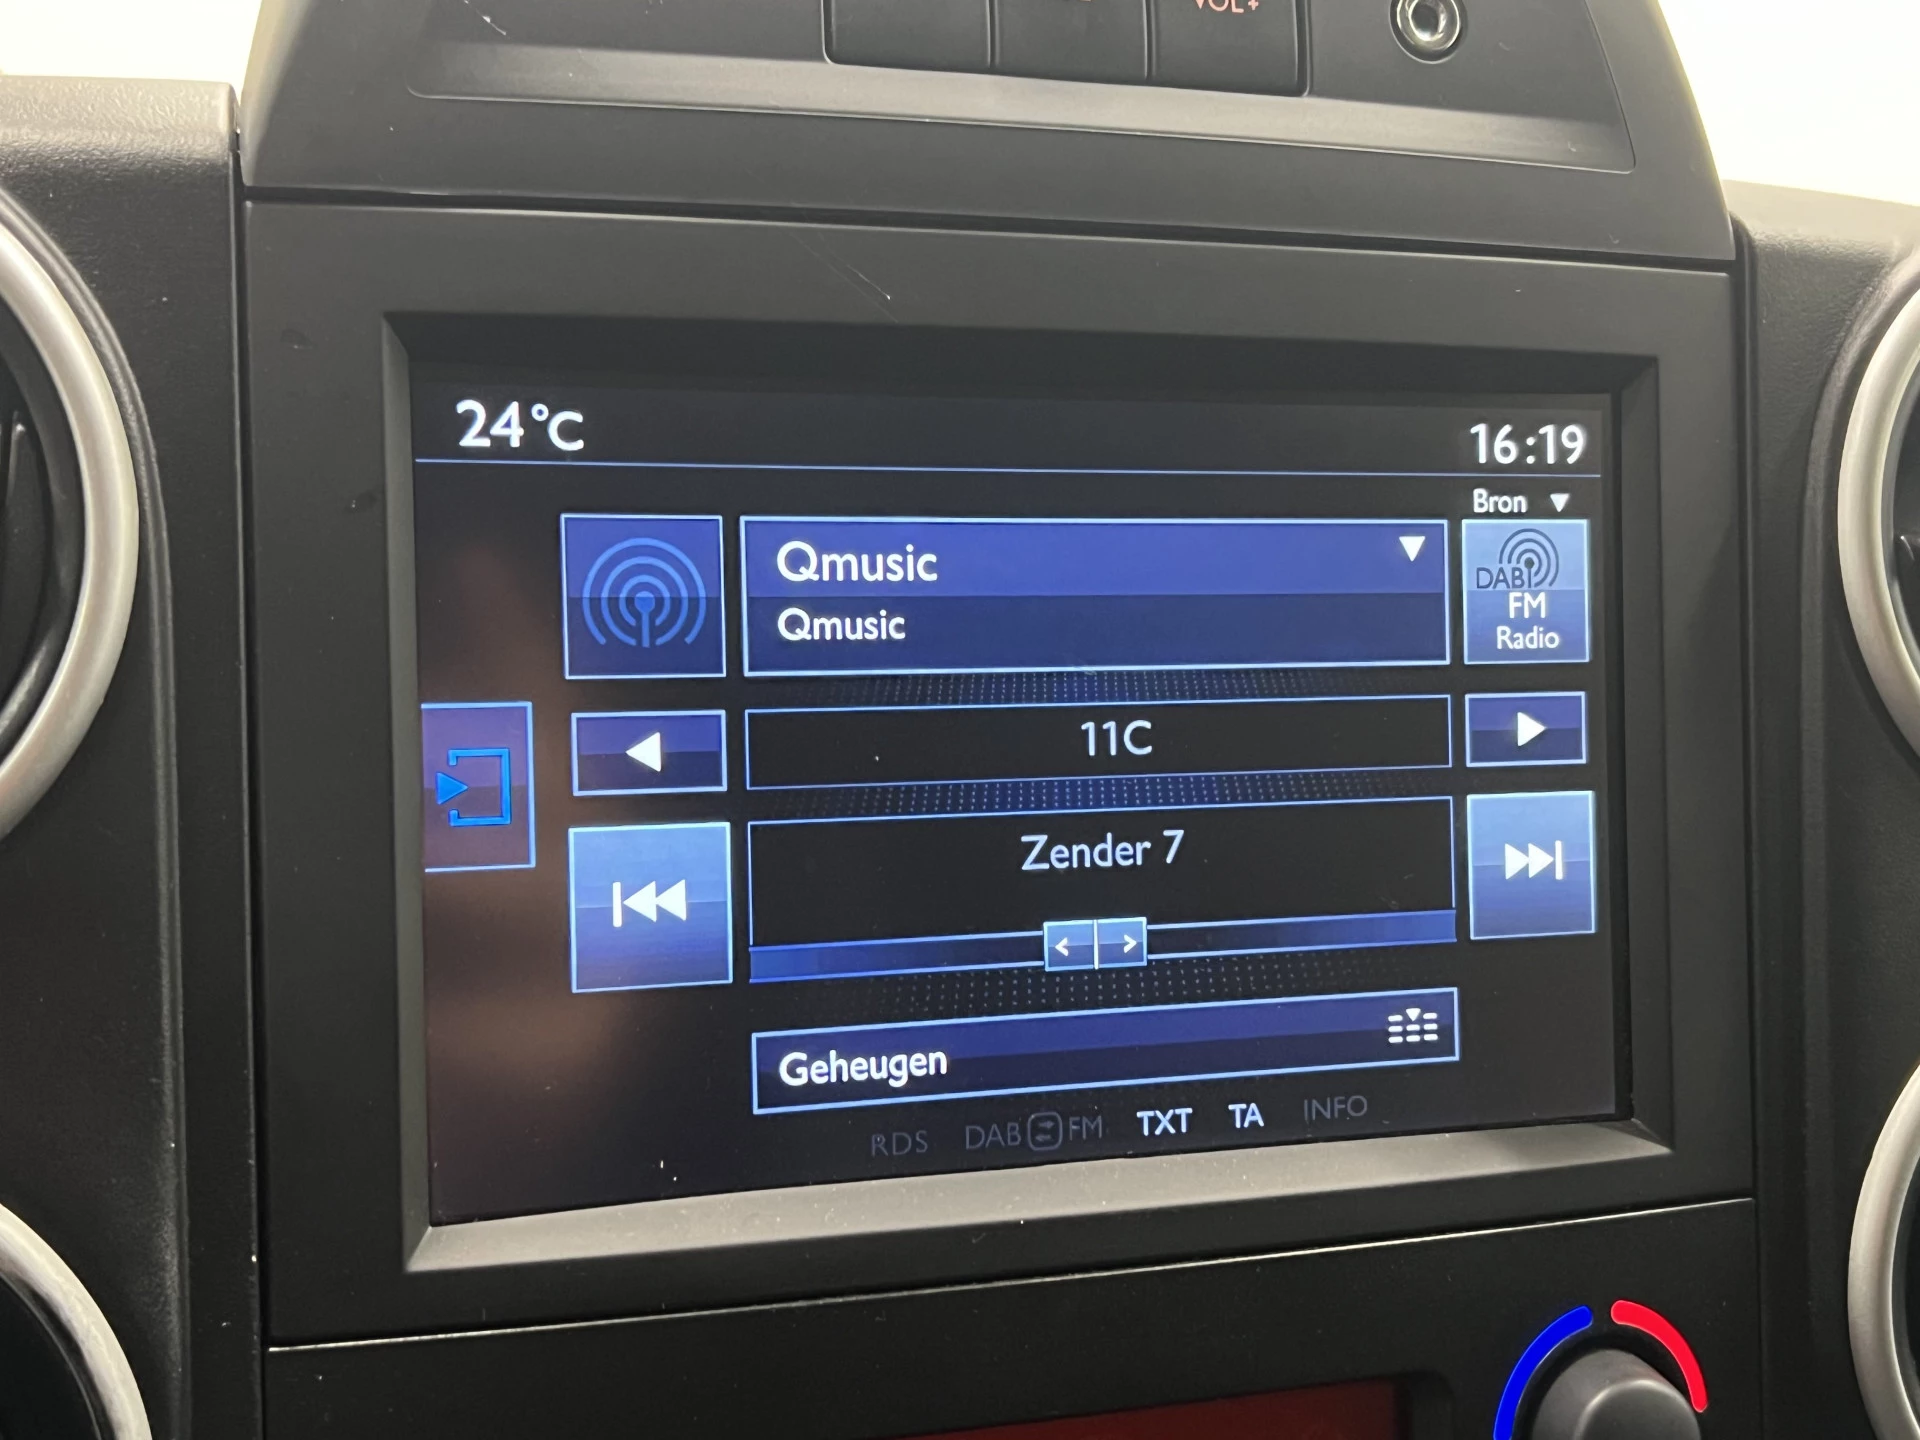 VOL+
24°C
16:19
Bron
Qmusic
Qmusic
DAB
FM
Radio
11C
Zender 7
Geheugen
RDS DAB FM TXT TA INFO